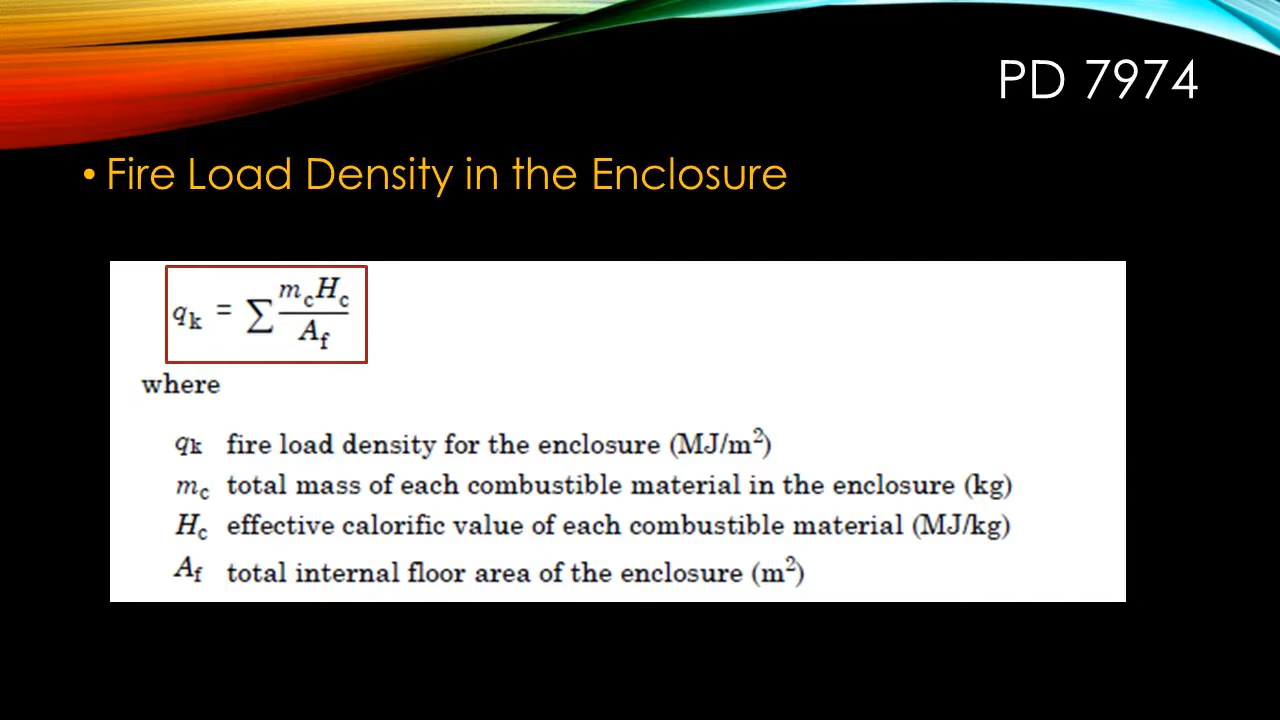 PD 7974
• Fire Load Density in the Enclosure
q_k = ∑ m_c H_c / A_f
where
q_k fire load density for the enclosure (MJ/m²)
m_c total mass of each combustible material in the enclosure (kg)
H_c effective calorific value of each combustible material (MJ/kg)
A_f total internal floor area of the enclosure (m²)